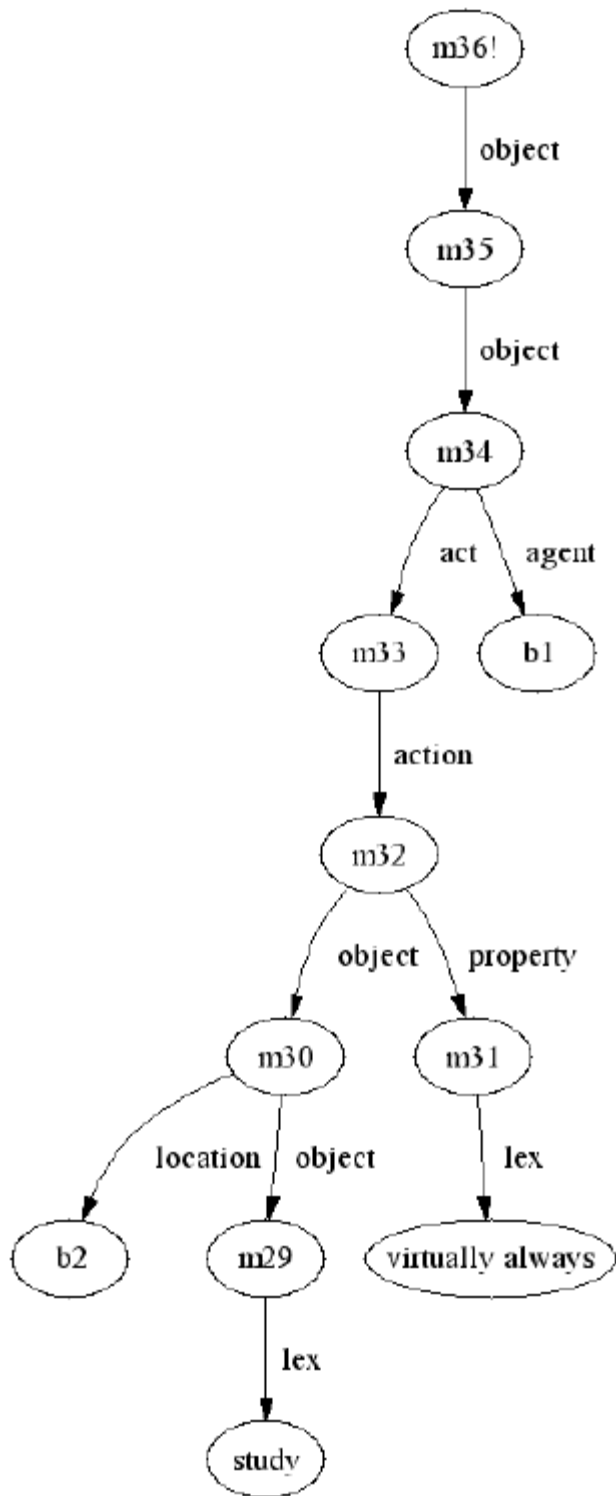 m36!
object
m35
object
m34
act agent
m33 b1
action
m32
object property
m30 m31
location object lex
b2 m29 virtually always
lex
study